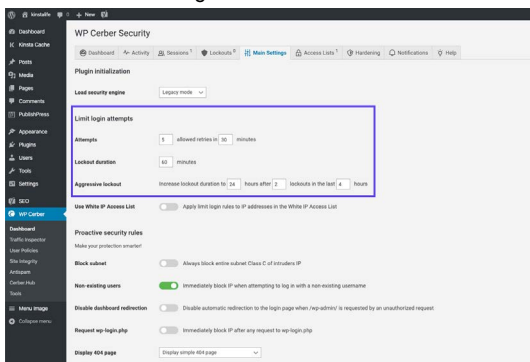 kinstalife 0 + New
Dashboard
Kinsta Cache
Posts
Media
Pages
Comments
PublishPress
Appearance
Plugins
Users
Tools
Settings
SEO
WP Cerber
Dashboard
Traffic Inspector
User Policies
Site Integrity
Antispam
Cerber.Hub
Tools
Menu Image
Collapse menu
WP Cerber Security
Dashboard Activity Sessions 1 Lockouts Main Settings Access Lists 1 Hardening Notifications Help
Plugin initialization
Load security engine Legacy mode
Limit login attempts
Attempts 5 allowed retries in 30 minutes
Lockout duration 60 minutes
Aggressive lockout Increase lockout duration to 24 hours after 2 lockouts in the last 4 hours
Use White IP Access List Apply limit login rules to IP addresses in the White IP Access List
Proactive security rules
Make your protection smarter!
Block subnet Always block entire subnet Class C of intruders IP
Non-existing users Immediately block IP when attempting to log in with a non-existing username
Disable dashboard redirection Disable automatic redirection to the login page when /wp-admin/ is requested by an unauthorized request
Request wp-login.php Immediately block IP after any request to wp-login.php
Display 404 page Display simple 404 page